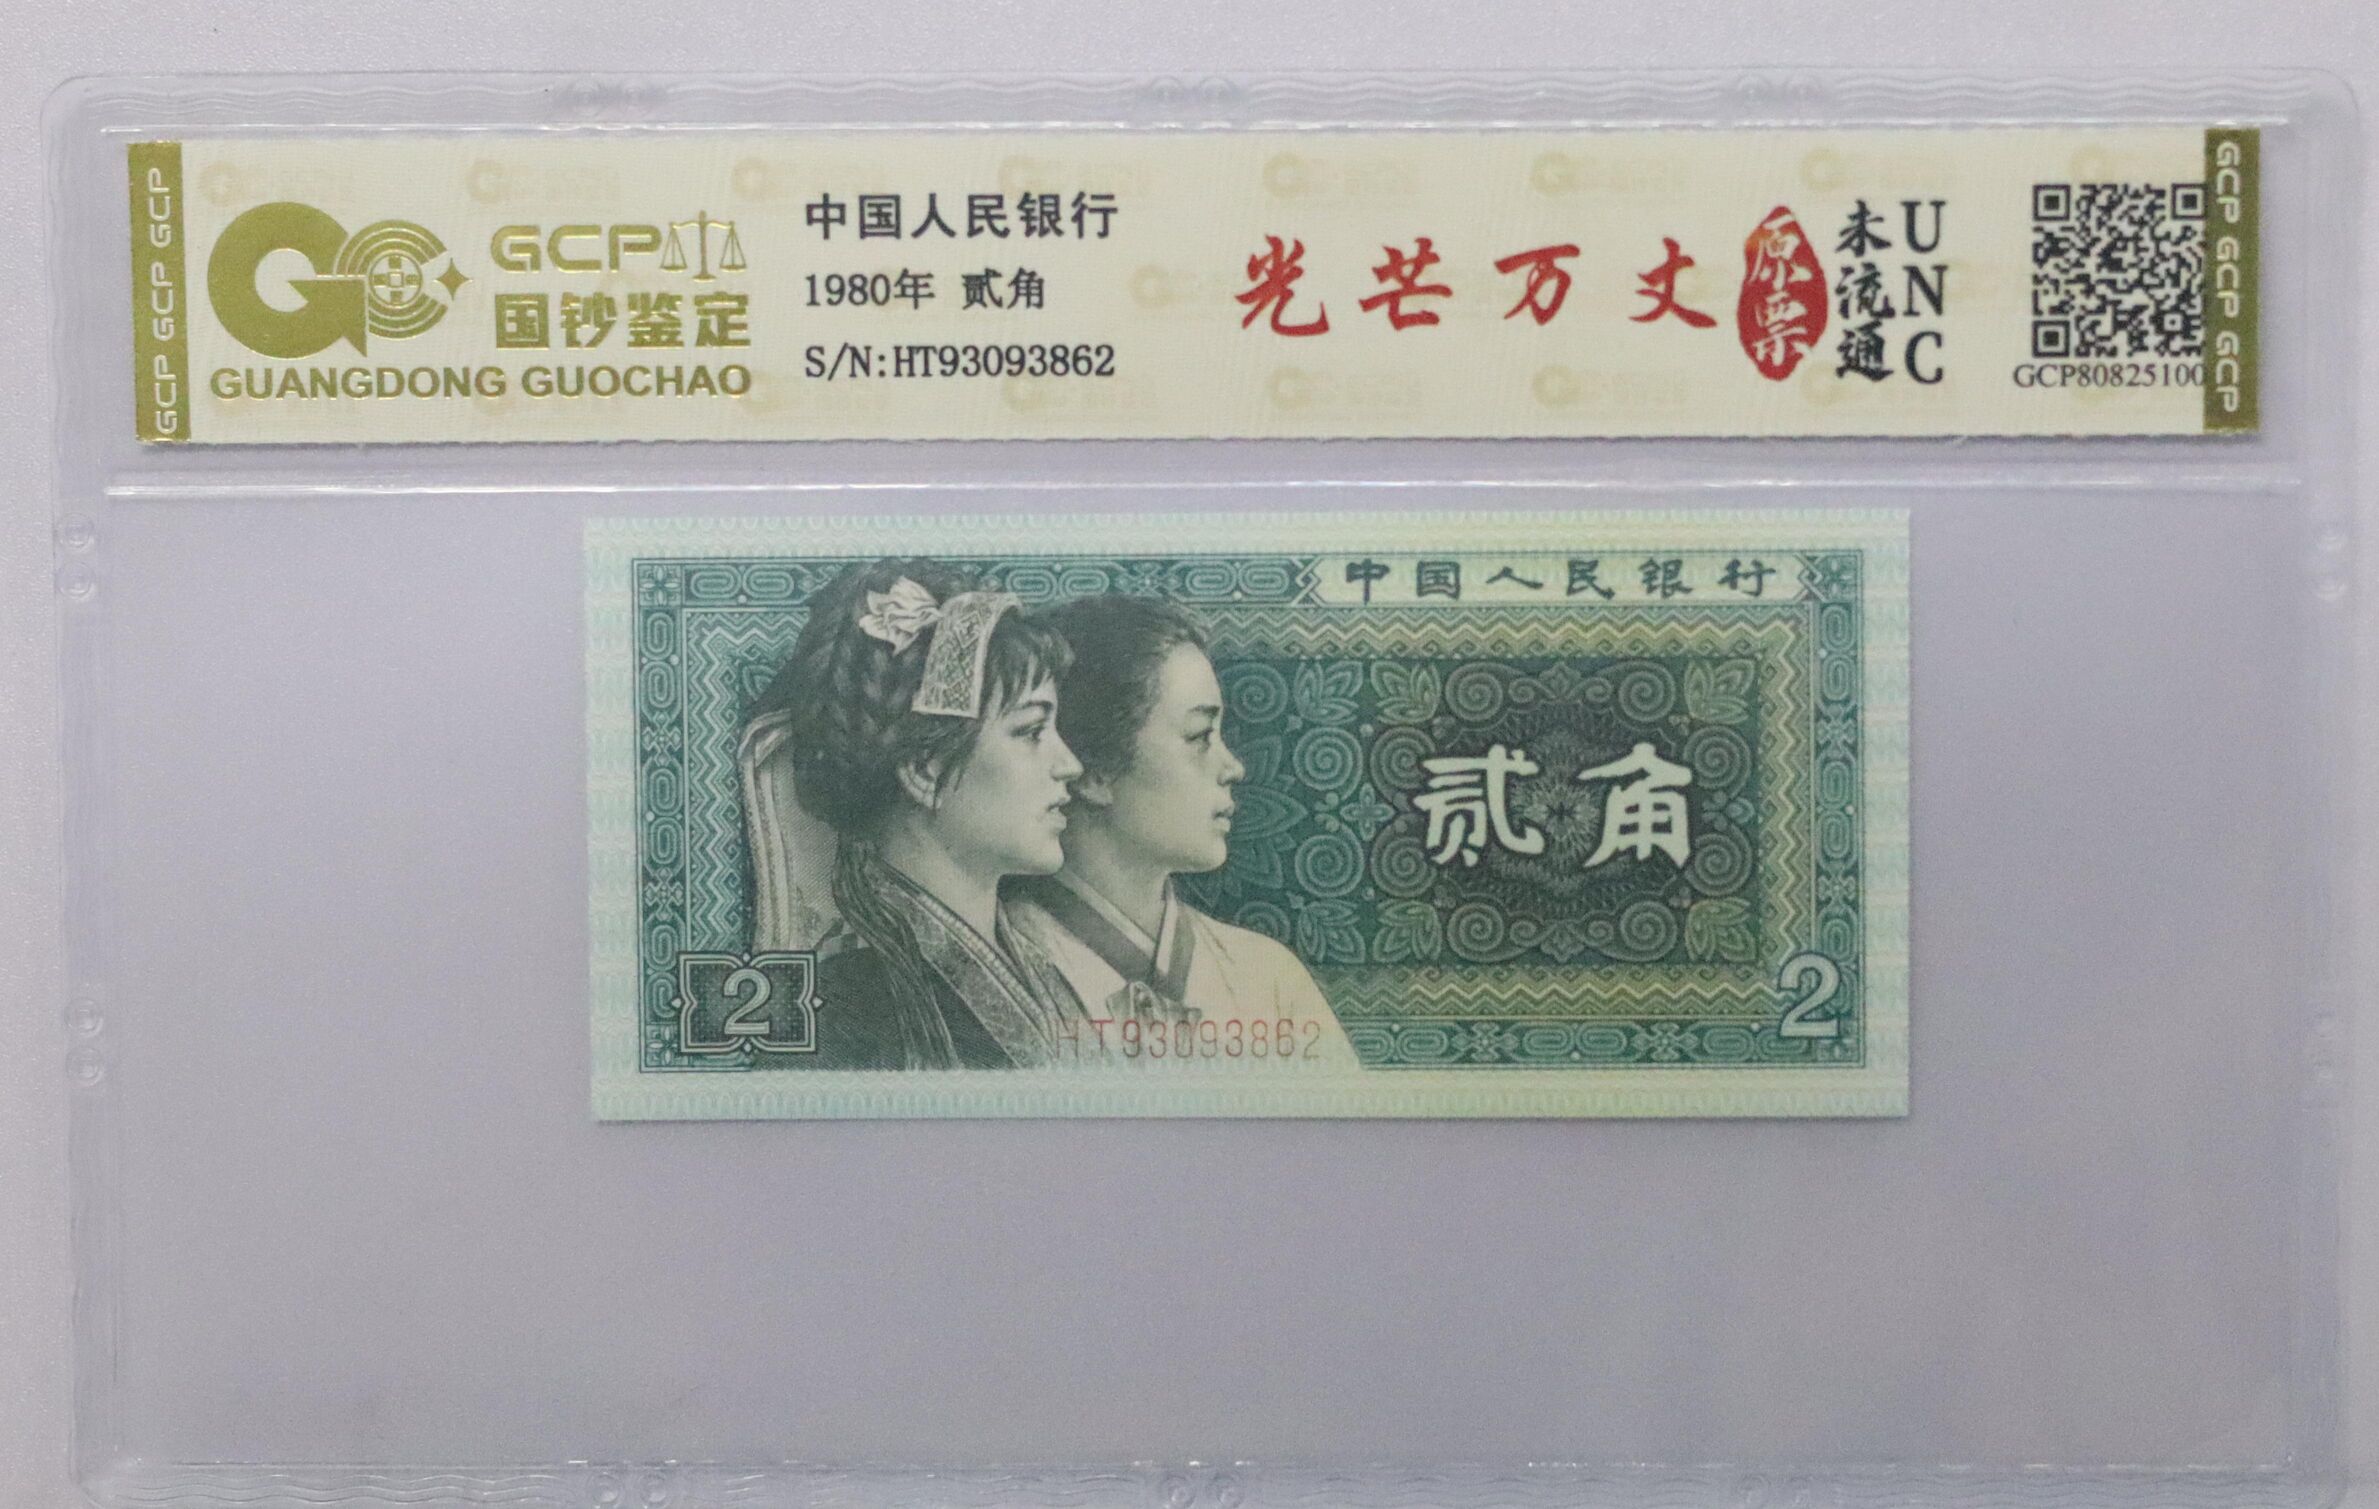 GCP GCP GCP
GCP
国钞鉴定
GUANGDONG GUOCHAO
中国人民银行
1980年 贰角
S/N:HT93093862
光芒万丈
原票
未流通
UNC
GCP80825100
GCP GCP GCP
中国人民银行
贰角
2
2
HT93093862